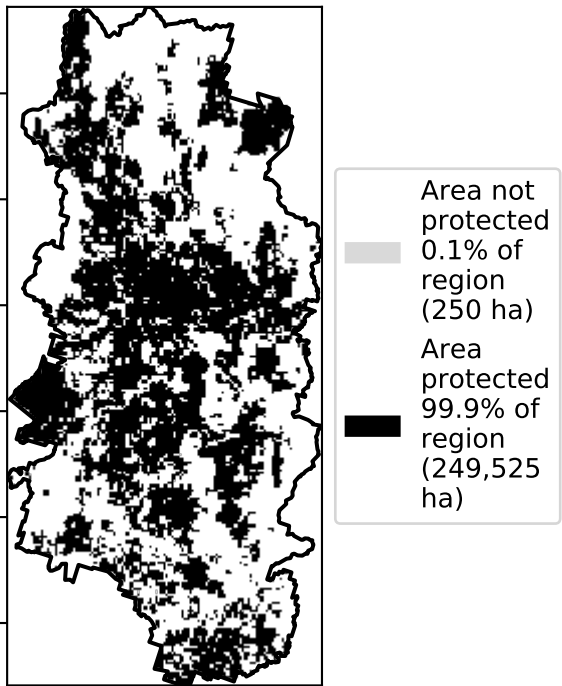 Area not
protected
0.1% of
region
(250 ha)
Area
protected
99.9% of
region
(249,525
ha)